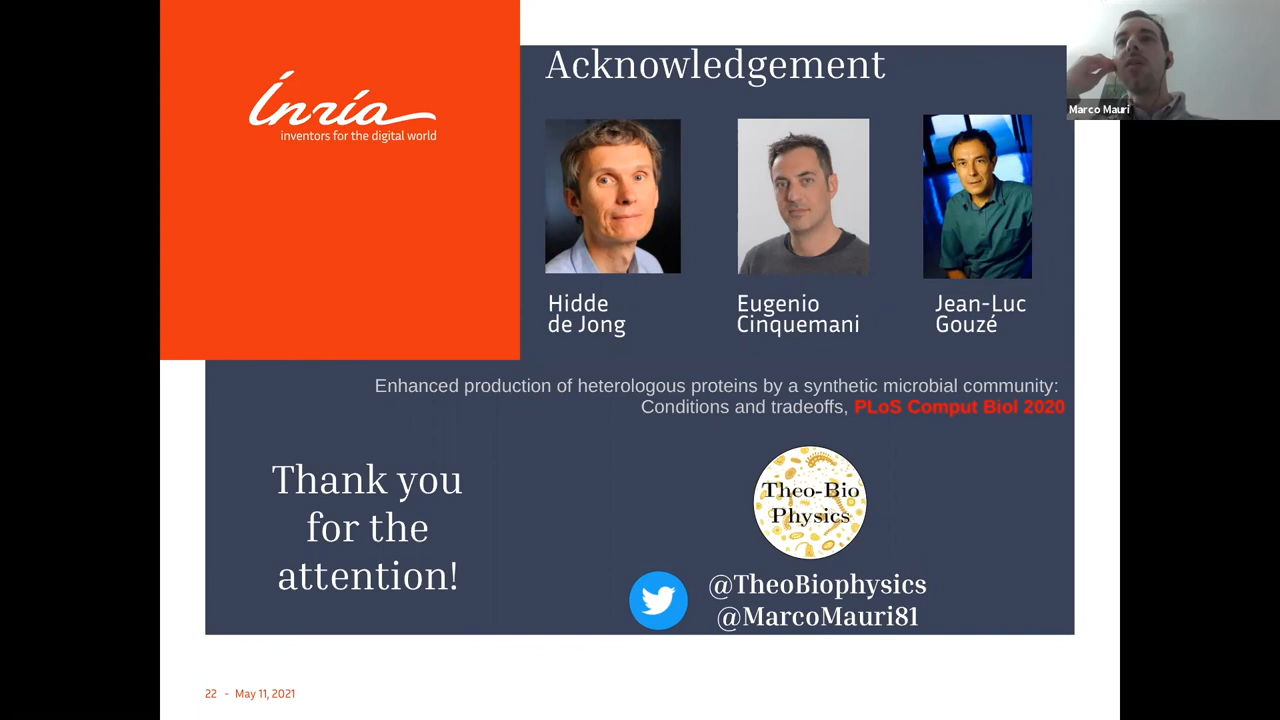 Acknowledgement
Marco Mauri
Inria
inventors for the digital world
Hidde
de Jong
Eugenio
Cinquemani
Jean-Luc
Gouzé
Enhanced production of heterologous proteins by a synthetic microbial community:
Conditions and tradeoffs, PLoS Comput Biol 2020
Thank you
for the
attention!
Theo-Bio
Physics
@TheoBiophysics
@MarcoMauri81
22 - May 11, 2021